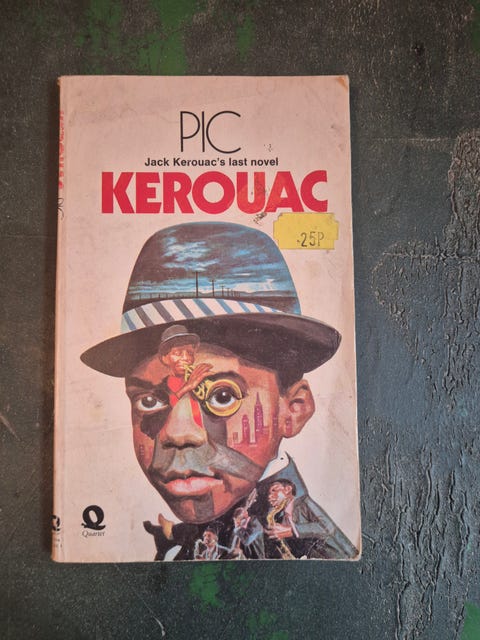 PIC
Jack Kerouac's last novel
KEROUAC
25P
Quartet